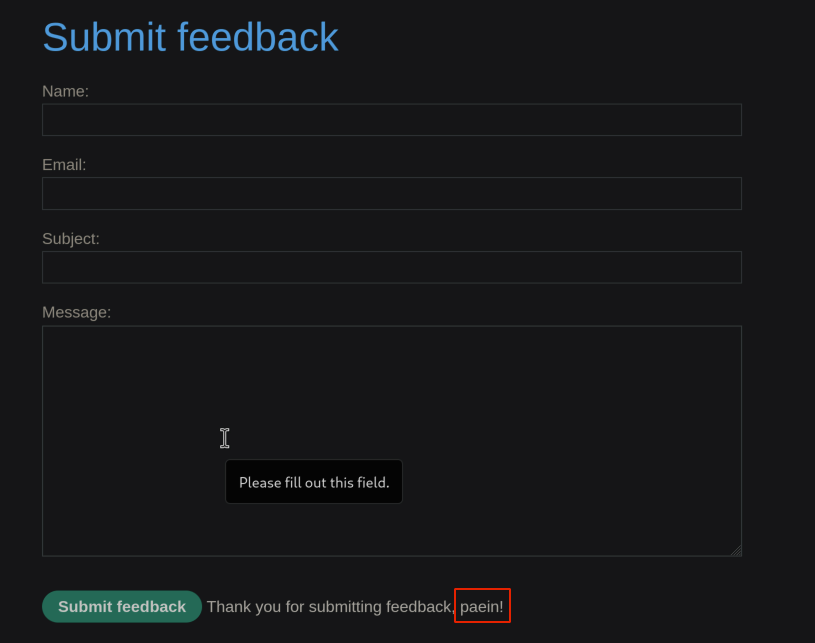 Submit feedback
Name:
Email:
Subject:
Message:
Please fill out this field.
Submit feedback Thank you for submitting feedback, paein!